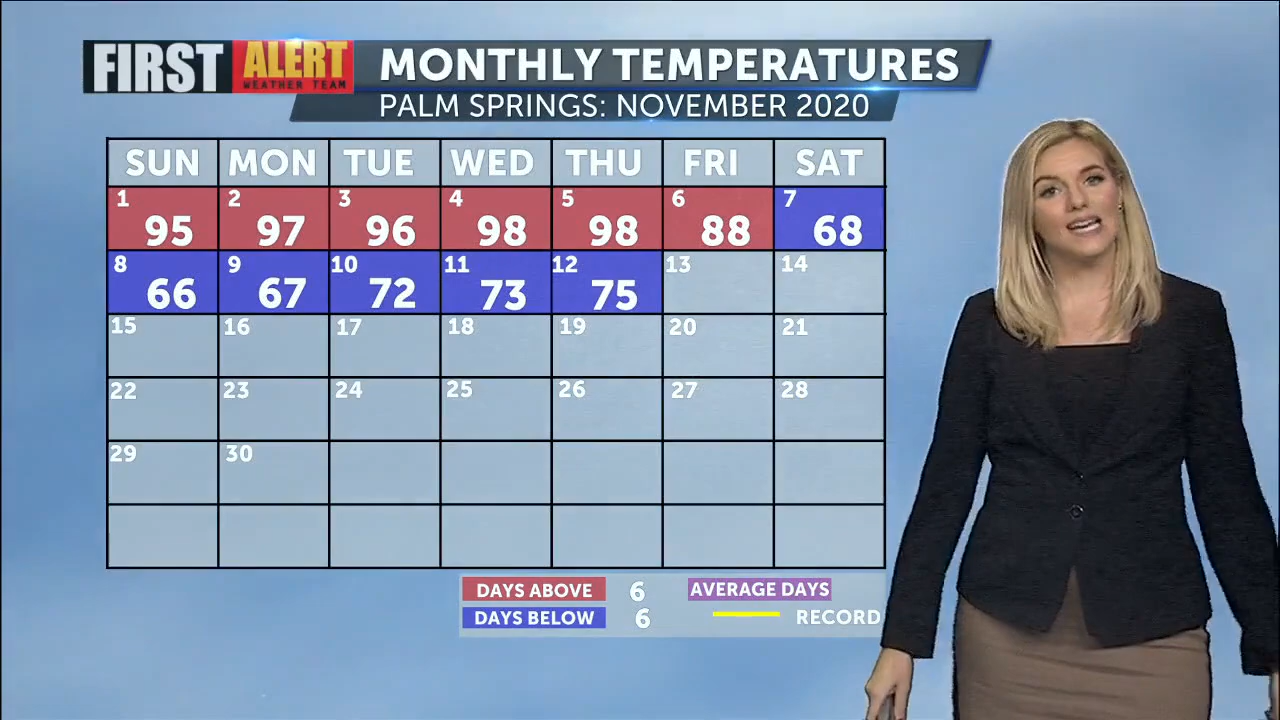 FIRST ALERT
WEATHER TEAM
MONTHLY TEMPERATURES
PALM SPRINGS: NOVEMBER 2020
SUN MON TUE WED THU FRI SAT
1 2 3 4 5 6 7
95 97 96 98 98 88 68
8 9 10 11 12 13 14
66 67 72 73 75
15 16 17 18 19 20 21
22 23 24 25 26 27 28
29 30
DAYS ABOVE 6 AVERAGE DAYS
DAYS BELOW 6 RECORD